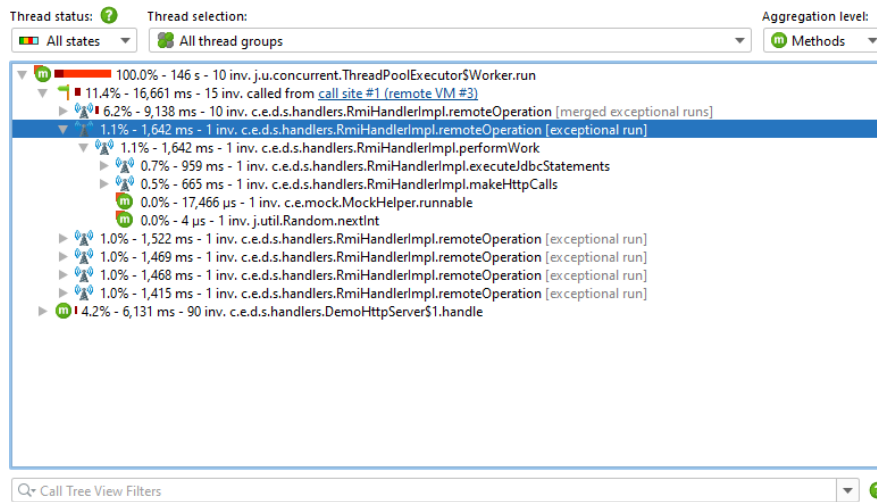 Thread status: ? Thread selection: Aggregation level:
All states All thread groups m Methods
m 100.0% - 146 s - 10 inv. j.u.concurrent.ThreadPoolExecutor$Worker.run
11.4% - 16,661 ms - 15 inv. called from call site #1 (remote VM #3)
6.2% - 9,138 ms - 10 inv. c.e.d.s.handlers.RmiHandlerImpl.remoteOperation [merged exceptional runs]
1.1% - 1,642 ms - 1 inv. c.e.d.s.handlers.RmiHandlerImpl.remoteOperation [exceptional run]
1.1% - 1,642 ms - 1 inv. c.e.d.s.handlers.RmiHandlerImpl.performWork
0.7% - 959 ms - 1 inv. c.e.d.s.handlers.RmiHandlerImpl.executeJdbcStatements
0.5% - 665 ms - 1 inv. c.e.d.s.handlers.RmiHandlerImpl.makeHttpCalls
m 0.0% - 17,466 µs - 1 inv. c.e.mock.MockHelper.runnable
m 0.0% - 4 µs - 1 inv. j.util.Random.nextInt
1.0% - 1,522 ms - 1 inv. c.e.d.s.handlers.RmiHandlerImpl.remoteOperation [exceptional run]
1.0% - 1,469 ms - 1 inv. c.e.d.s.handlers.RmiHandlerImpl.remoteOperation [exceptional run]
1.0% - 1,468 ms - 1 inv. c.e.d.s.handlers.RmiHandlerImpl.remoteOperation [exceptional run]
1.0% - 1,415 ms - 1 inv. c.e.d.s.handlers.RmiHandlerImpl.remoteOperation [exceptional run]
m 4.2% - 6,131 ms - 90 inv. c.e.d.s.handlers.DemoHttpServer$1.handle
Call Tree View Filters ?